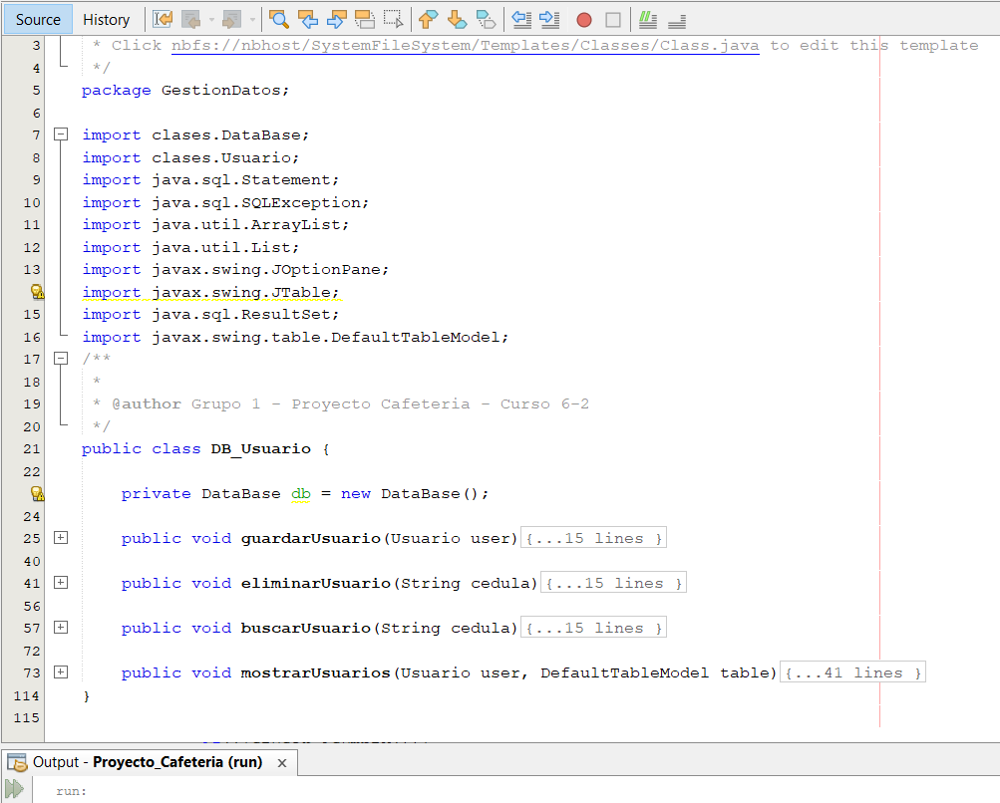 Source History
3 * Click nbfs://nbhost/SystemFileSystem/Templates/Classes/Class.java to edit this template
4 */
5 package GestionDatos;
6
7 import clases.DataBase;
8 import clases.Usuario;
9 import java.sql.Statement;
10 import java.sql.SQLException;
11 import java.util.ArrayList;
12 import java.util.List;
13 import javax.swing.JOptionPane;
import javax.swing.JTable;
15 import java.sql.ResultSet;
16 import javax.swing.table.DefaultTableModel;
17 /**
18 *
19 * @author Grupo 1 - Proyecto Cafeteria - Curso 6-2
20 */
21 public class DB_Usuario {
22
private DataBase db = new DataBase();
24
25 public void guardarUsuario(Usuario user) {...15 lines }
40
41 public void eliminarUsuario(String cedula) {...15 lines }
56
57 public void buscarUsuario(String cedula) {...15 lines }
72
73 public void mostrarUsuarios(Usuario user, DefaultTableModel table) {...41 lines }
114 }
115
Output - Proyecto_Cafeteria (run) x
run: